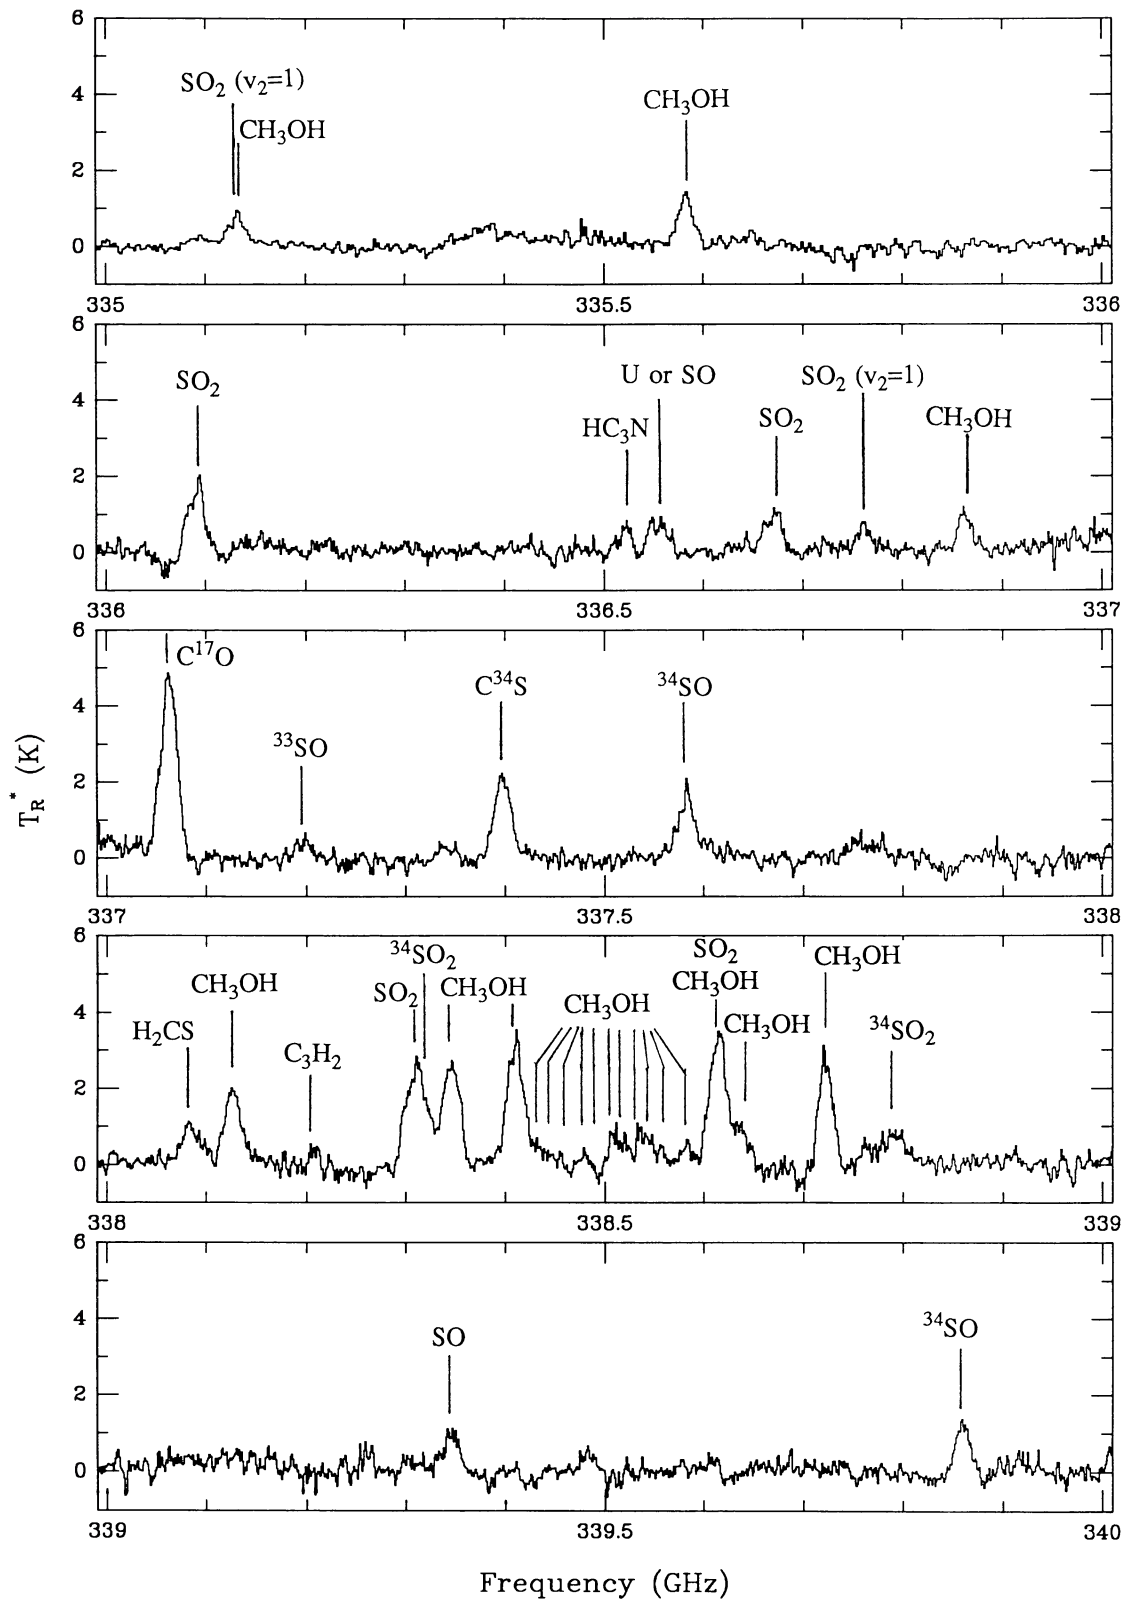 6
4
2
0
SO₂ (v₂=1)
CH₃OH
CH₃OH
335
335.5
336
6
4
2
0
SO₂
U or SO
HC₃N
SO₂
SO₂ (v₂=1)
CH₃OH
336
336.5
337
6
4
2
0
C¹⁷O
³³SO
C³⁴S
³⁴SO
337
337.5
338
T_R* (K)
6
4
2
0
H₂CS
CH₃OH
C₃H₂
SO₂
³⁴SO₂
CH₃OH
CH₃OH
SO₂
CH₃OH
CH₃OH
CH₃OH
³⁴SO₂
338
338.5
339
6
4
2
0
SO
³⁴SO
339
339.5
340
Frequency (GHz)